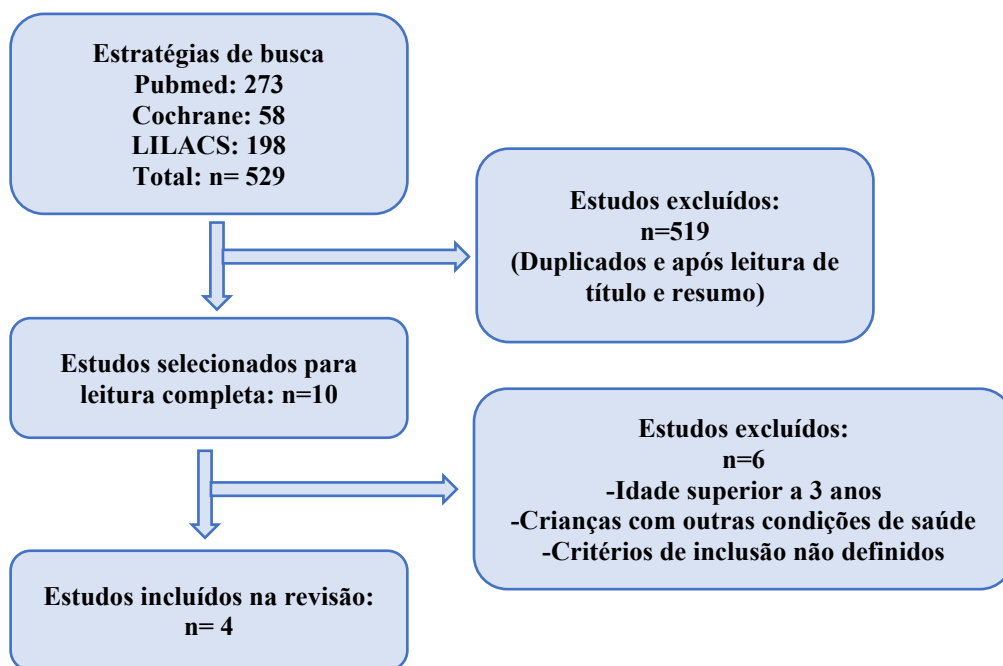 Estratégias de busca
Pubmed: 273
Cochrane: 58
LILACS: 198
Total: n= 529
Estudos excluídos:
n=519
(Duplicados e após leitura de
título e resumo)
Estudos selecionados para
leitura completa: n=10
Estudos excluídos:
n=6
-Idade superior a 3 anos
-Crianças com outras condições de saúde
-Critérios de inclusão não definidos
Estudos incluídos na revisão:
n= 4